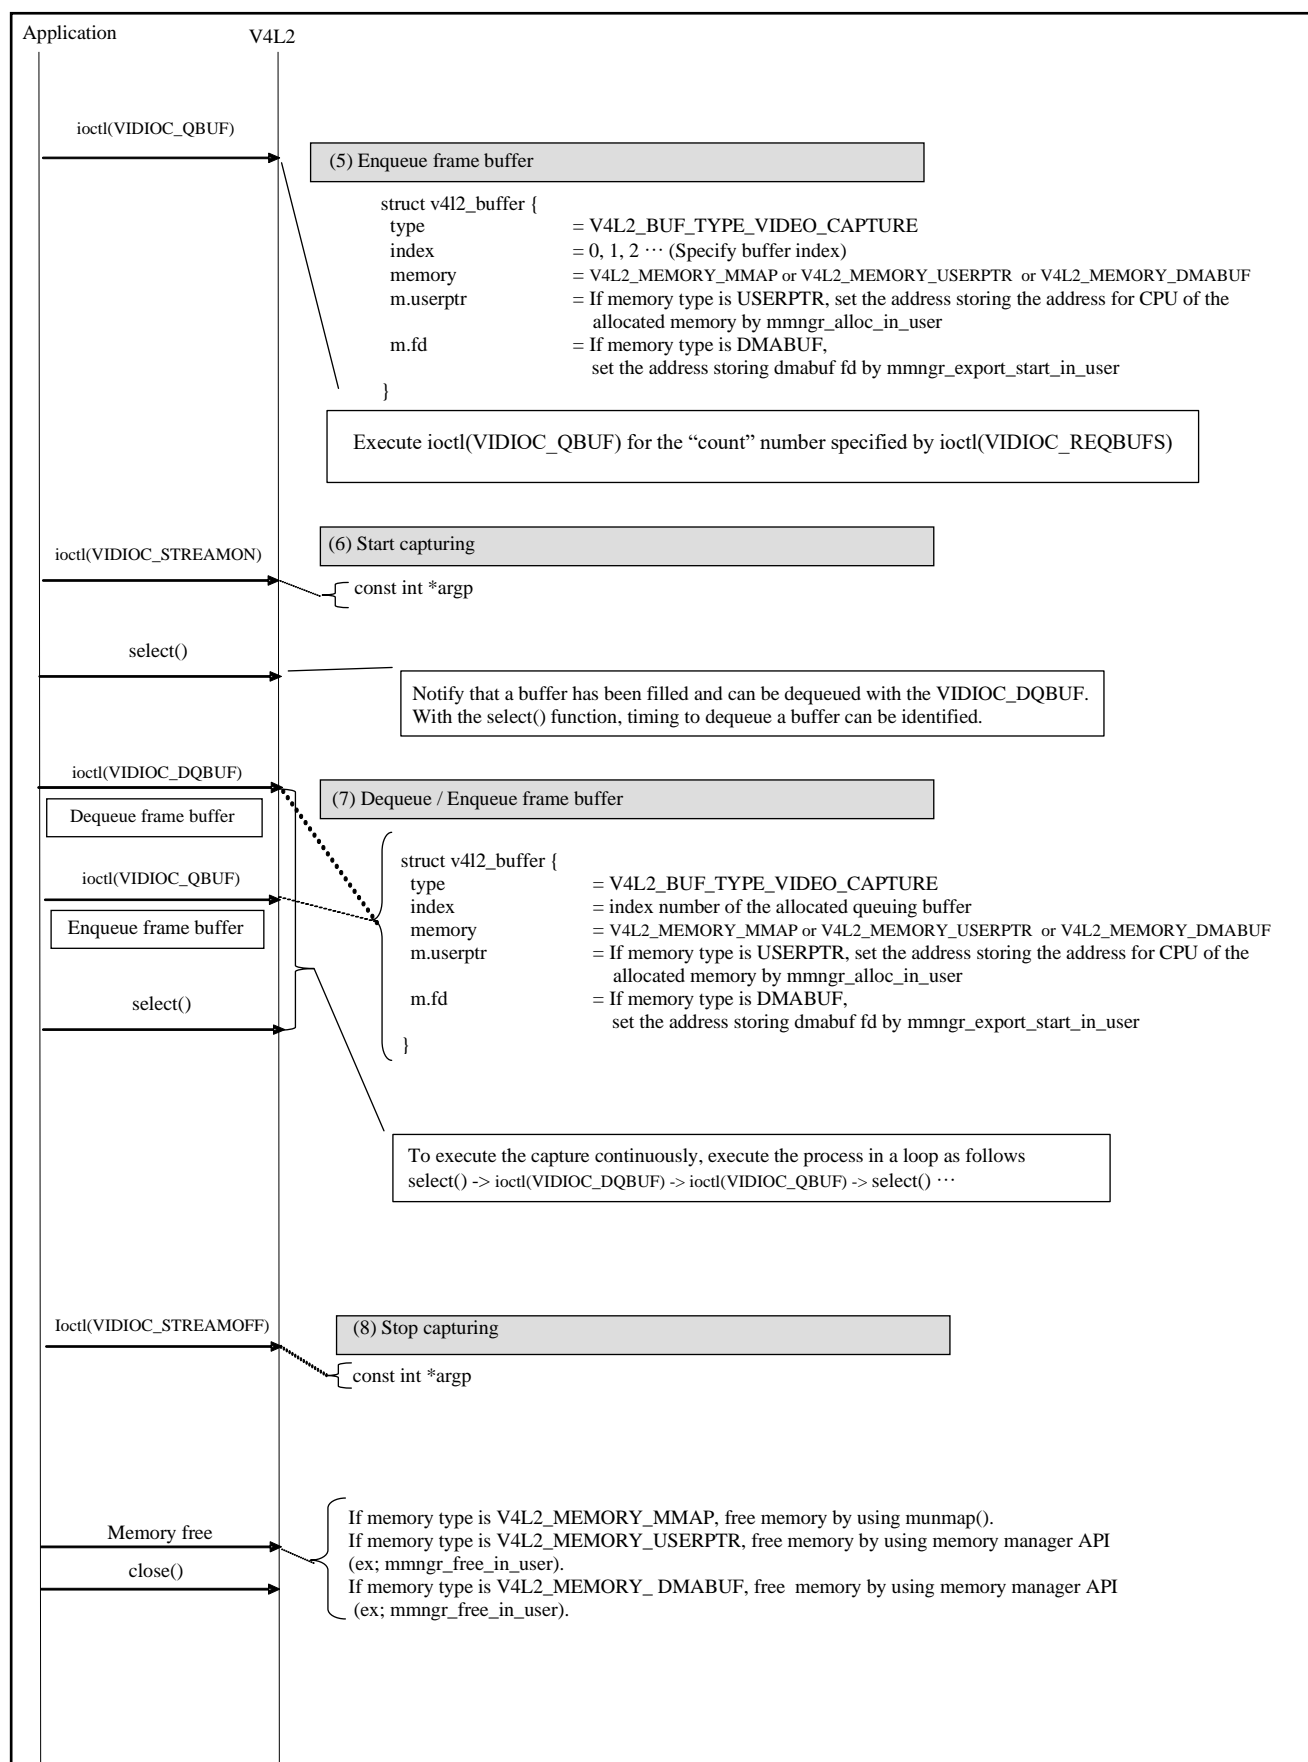 Application
V4L2
ioctl(VIDIOC_QBUF)
(5) Enqueue frame buffer
struct v4l2_buffer {
type = V4L2_BUF_TYPE_VIDEO_CAPTURE
index = 0, 1, 2 ⋯ (Specify buffer index)
memory = V4L2_MEMORY_MMAP or V4L2_MEMORY_USERPTR or V4L2_MEMORY_DMABUF
m.userptr = If memory type is USERPTR, set the address storing the address for CPU of the
allocated memory by mmngr_alloc_in_user
m.fd = If memory type is DMABUF,
set the address storing dmabuf fd by mmngr_export_start_in_user
}
Execute ioctl(VIDIOC_QBUF) for the “count” number specified by ioctl(VIDIOC_REQBUFS)
ioctl(VIDIOC_STREAMON)
(6) Start capturing
const int *argp
select()
Notify that a buffer has been filled and can be dequeued with the VIDIOC_DQBUF.
With the select() function, timing to dequeue a buffer can be identified.
ioctl(VIDIOC_DQBUF)
(7) Dequeue / Enqueue frame buffer
Dequeue frame buffer
struct v4l2_buffer {
ioctl(VIDIOC_QBUF)
type = V4L2_BUF_TYPE_VIDEO_CAPTURE
index = index number of the allocated queuing buffer
Enqueue frame buffer
memory = V4L2_MEMORY_MMAP or V4L2_MEMORY_USERPTR or V4L2_MEMORY_DMABUF
m.userptr = If memory type is USERPTR, set the address storing the address for CPU of the
allocated memory by mmngr_alloc_in_user
select()
m.fd = If memory type is DMABUF,
set the address storing dmabuf fd by mmngr_export_start_in_user
}
To execute the capture continuously, execute the process in a loop as follows
select() -> ioctl(VIDIOC_DQBUF) -> ioctl(VIDIOC_QBUF) -> select() ⋯
Ioctl(VIDIOC_STREAMOFF)
(8) Stop capturing
const int *argp
Memory free
close()
If memory type is V4L2_MEMORY_MMAP, free memory by using munmap().
If memory type is V4L2_MEMORY_USERPTR, free memory by using memory manager API
(ex; mmngr_free_in_user).
If memory type is V4L2_MEMORY_ DMABUF, free memory by using memory manager API
(ex; mmngr_free_in_user).